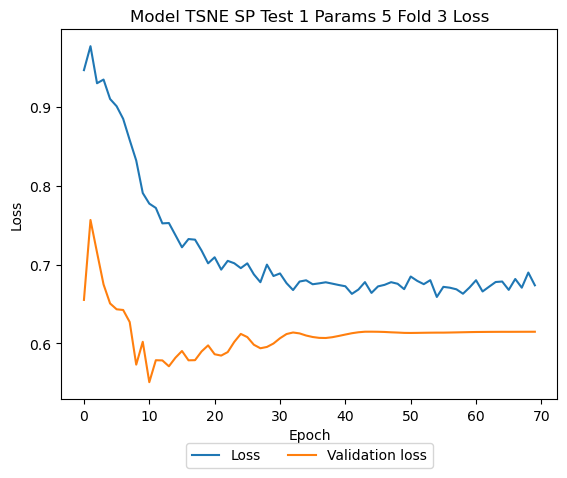 Model TSNE SP Test 1 Params 5 Fold 3 Loss
Loss
0.9
0.8
0.7
0.6
0 10 20 30 40 50 60 70
Epoch
Loss Validation loss